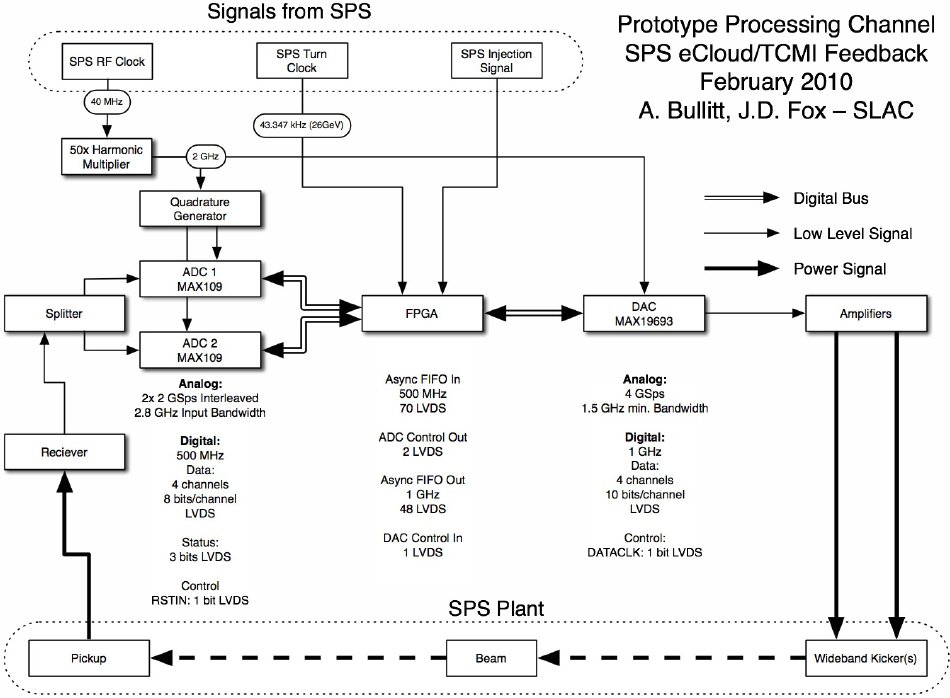 Signals from SPS
Prototype Processing Channel
SPS eCloud/TCMI Feedback
February 2010
A. Bullitt, J.D. Fox – SLAC
SPS RF Clock
SPS Turn
Clock
SPS Injection
Signal
40 MHz
43.347 kHz (26GeV)
50x Harmonic
Multiplier
2 GHz
Quadrature
Generator
Digital Bus
Low Level Signal
Power Signal
ADC 1
MAX109
Splitter
ADC 2
MAX109
FPGA
DAC
MAX19693
Amplifiers
Analog:
2x 2 GSps Interleaved
2.8 GHz Input Bandwidth
Digital:
500 MHz
Data:
4 channels
8 bits/channel
LVDS
Status:
3 bits LVDS
Control
RSTIN: 1 bit LVDS
Async FIFO In
500 MHz
70 LVDS
ADC Control Out
2 LVDS
Async FIFO Out
1 GHz
48 LVDS
DAC Control In
1 LVDS
Analog:
4 GSps
1.5 GHz min. Bandwidth
Digital:
1 GHz
Data:
4 channels
10 bits/channel
LVDS
Control:
DATACLK: 1 bit LVDS
Reciever
SPS Plant
Pickup
Beam
Wideband Kicker(s)